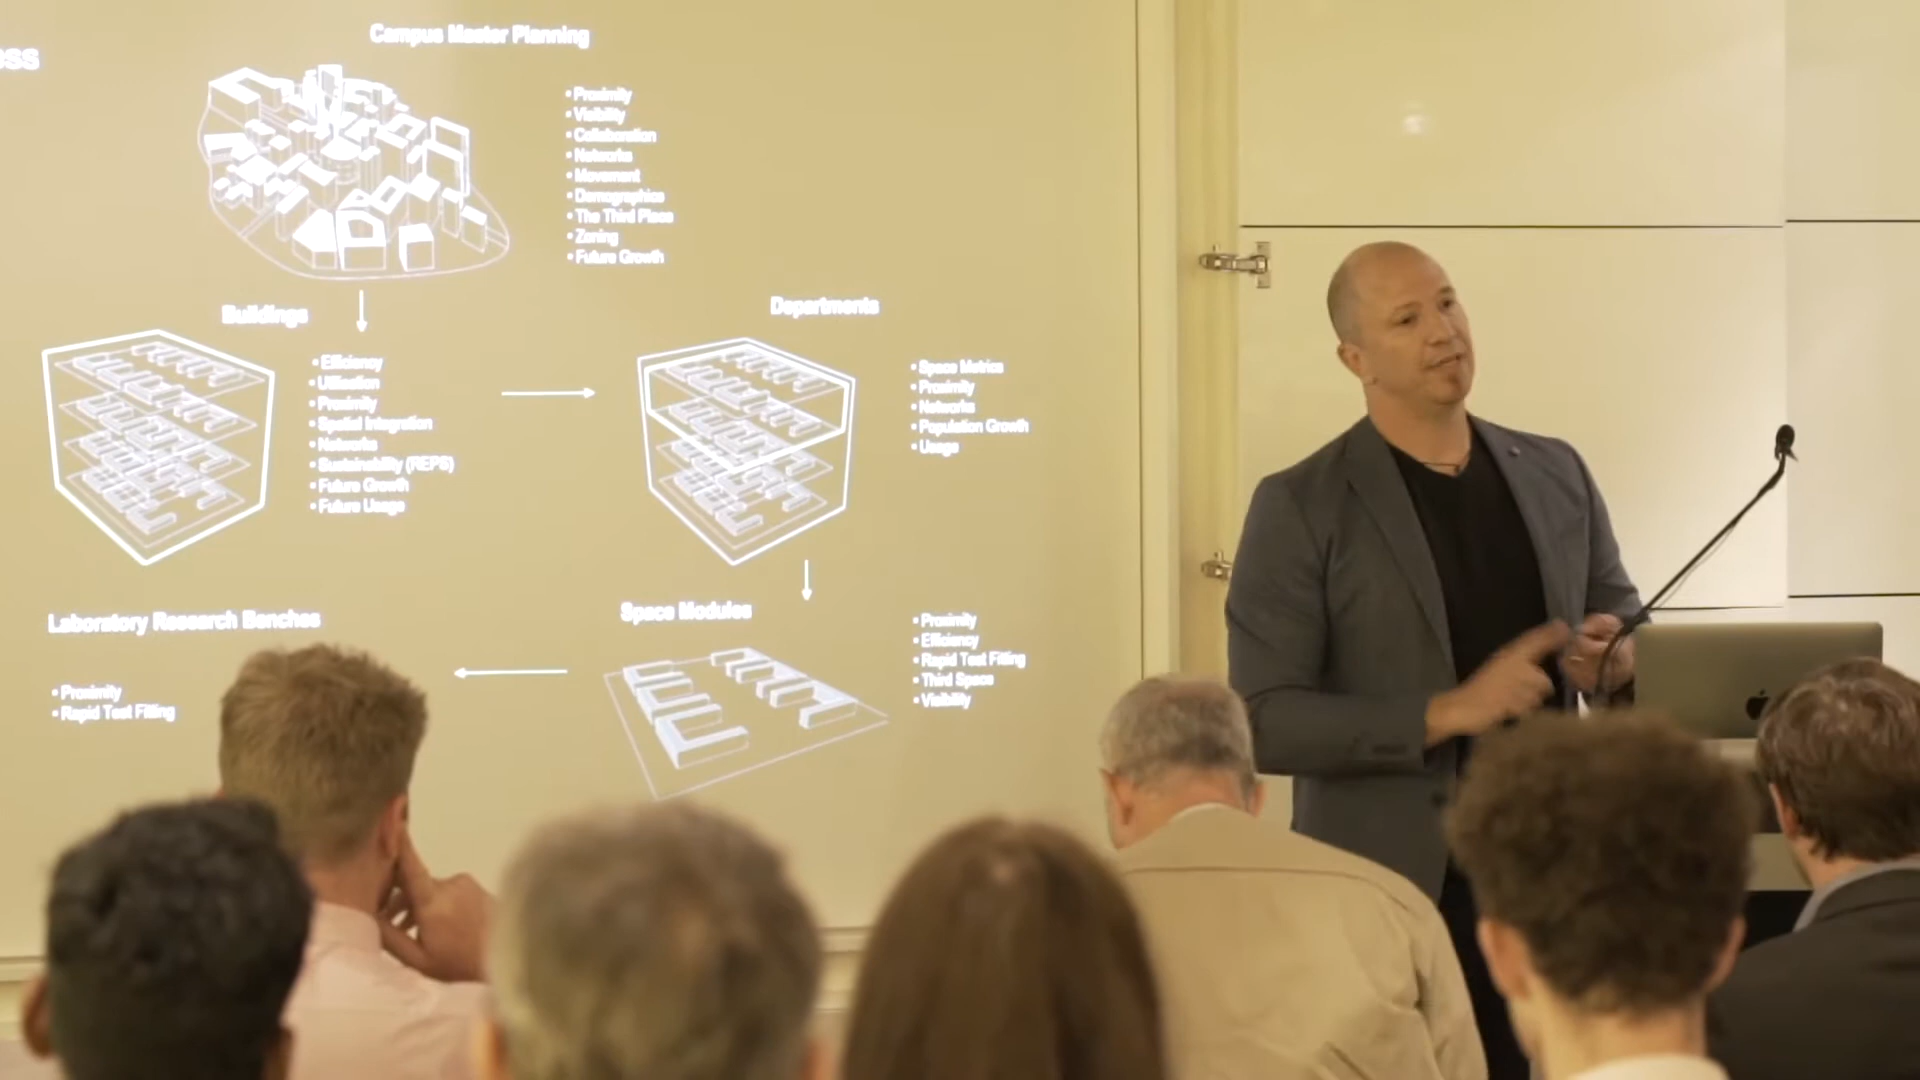 Campus Master Planning
• Proximity
• Visibility
• Collaboration
• Networks
• Movement
• Demographics
• The Third Place
• Zoning
• Future Growth
Buildings
• Efficiency
• Utilisation
• Proximity
• Spatial Integration
• Networks
• Sustainability (REPS)
• Future Growth
• Future Usage
Departments
• Space Metrics
• Proximity
• Networks
• Population Growth
• Usage
Space Modules
• Proximity
• Efficiency
• Rapid Test Fitting
• Third Space
• Visibility
Laboratory Research Benches
• Proximity
• Rapid Test Fitting